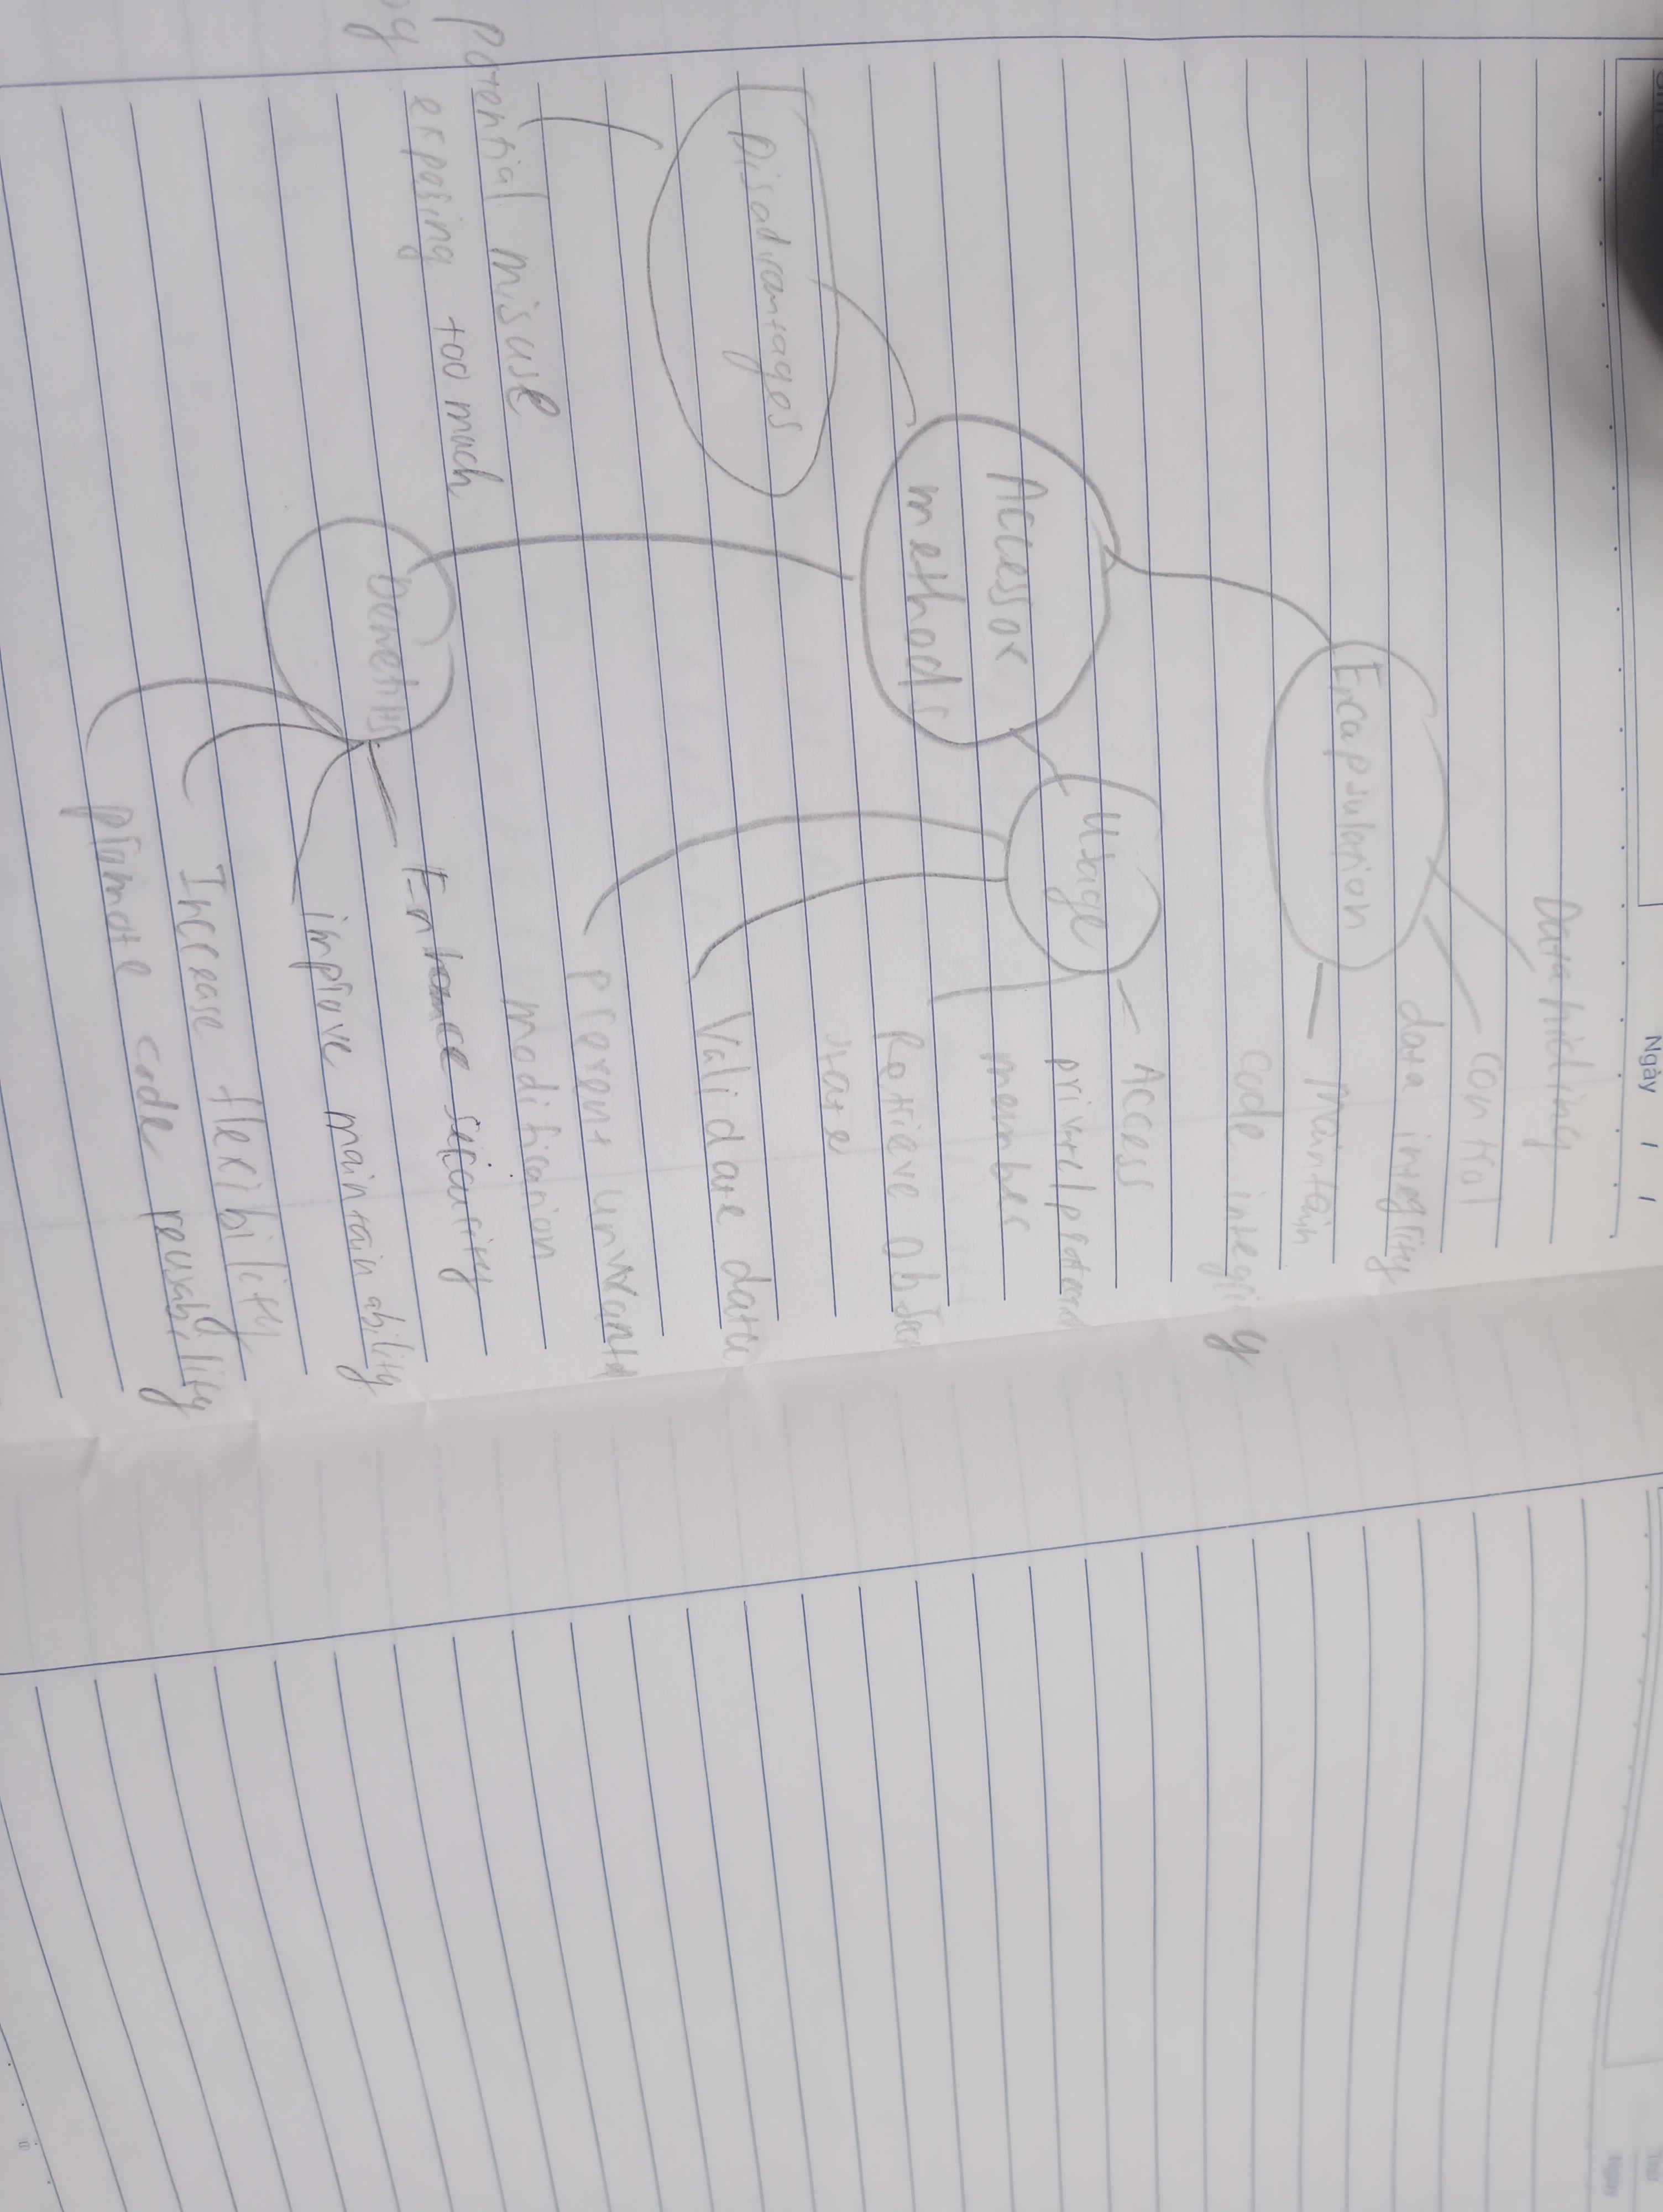 Ngày / /
Data hiding
control
data integrity
Encapsulation
Maintain
code integrity
Usage
Access
private/protected
member
Accessor
methods
Retrieve object
state
Disadvantages
Validate data
prevent unwanted
modification
potential misuse
exposing too much
Benefits
Enhance security
improve maintainability
Increase flexibility
promote code reusability